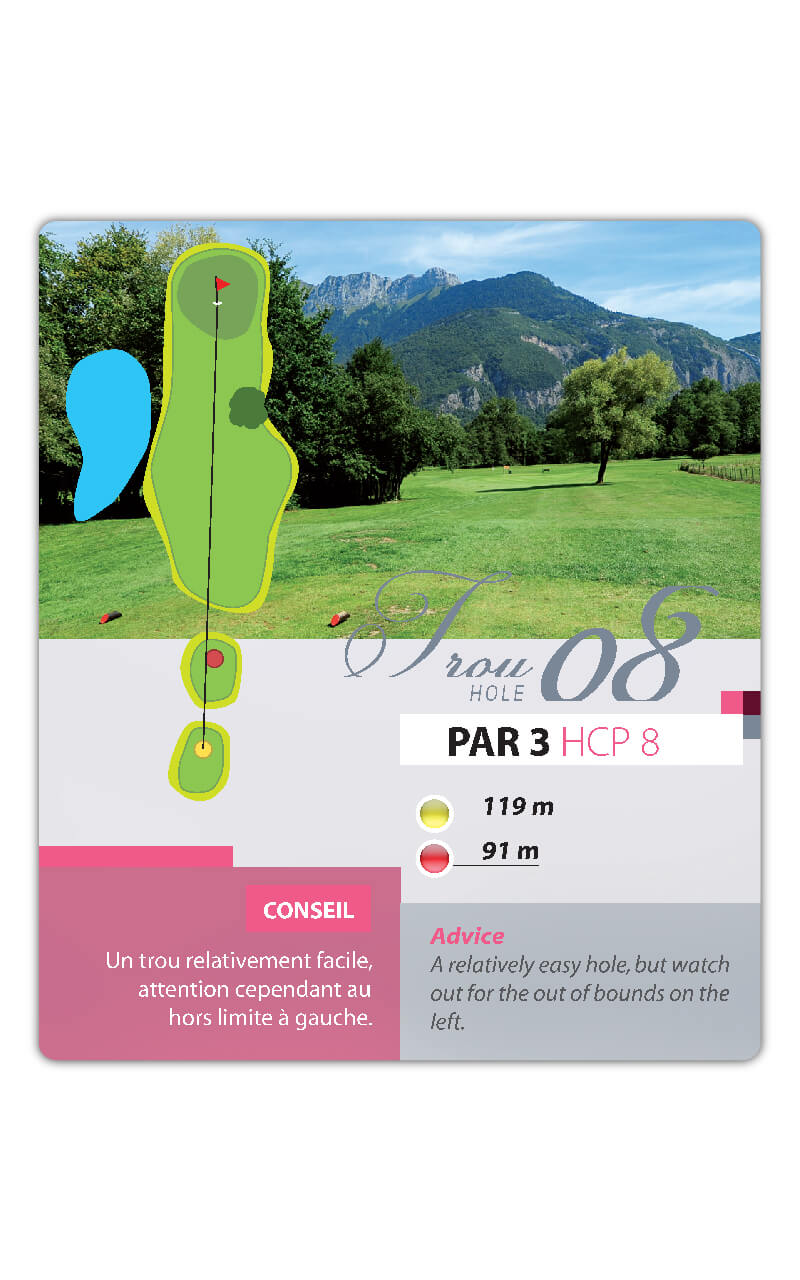 Trou 08
HOLE
PAR 3 HCP 8
119 m
91 m
CONSEIL
Un trou relativement facile,
attention cependant au
hors limite à gauche.
Advice
A relatively easy hole, but watch
out for the out of bounds on the
left.